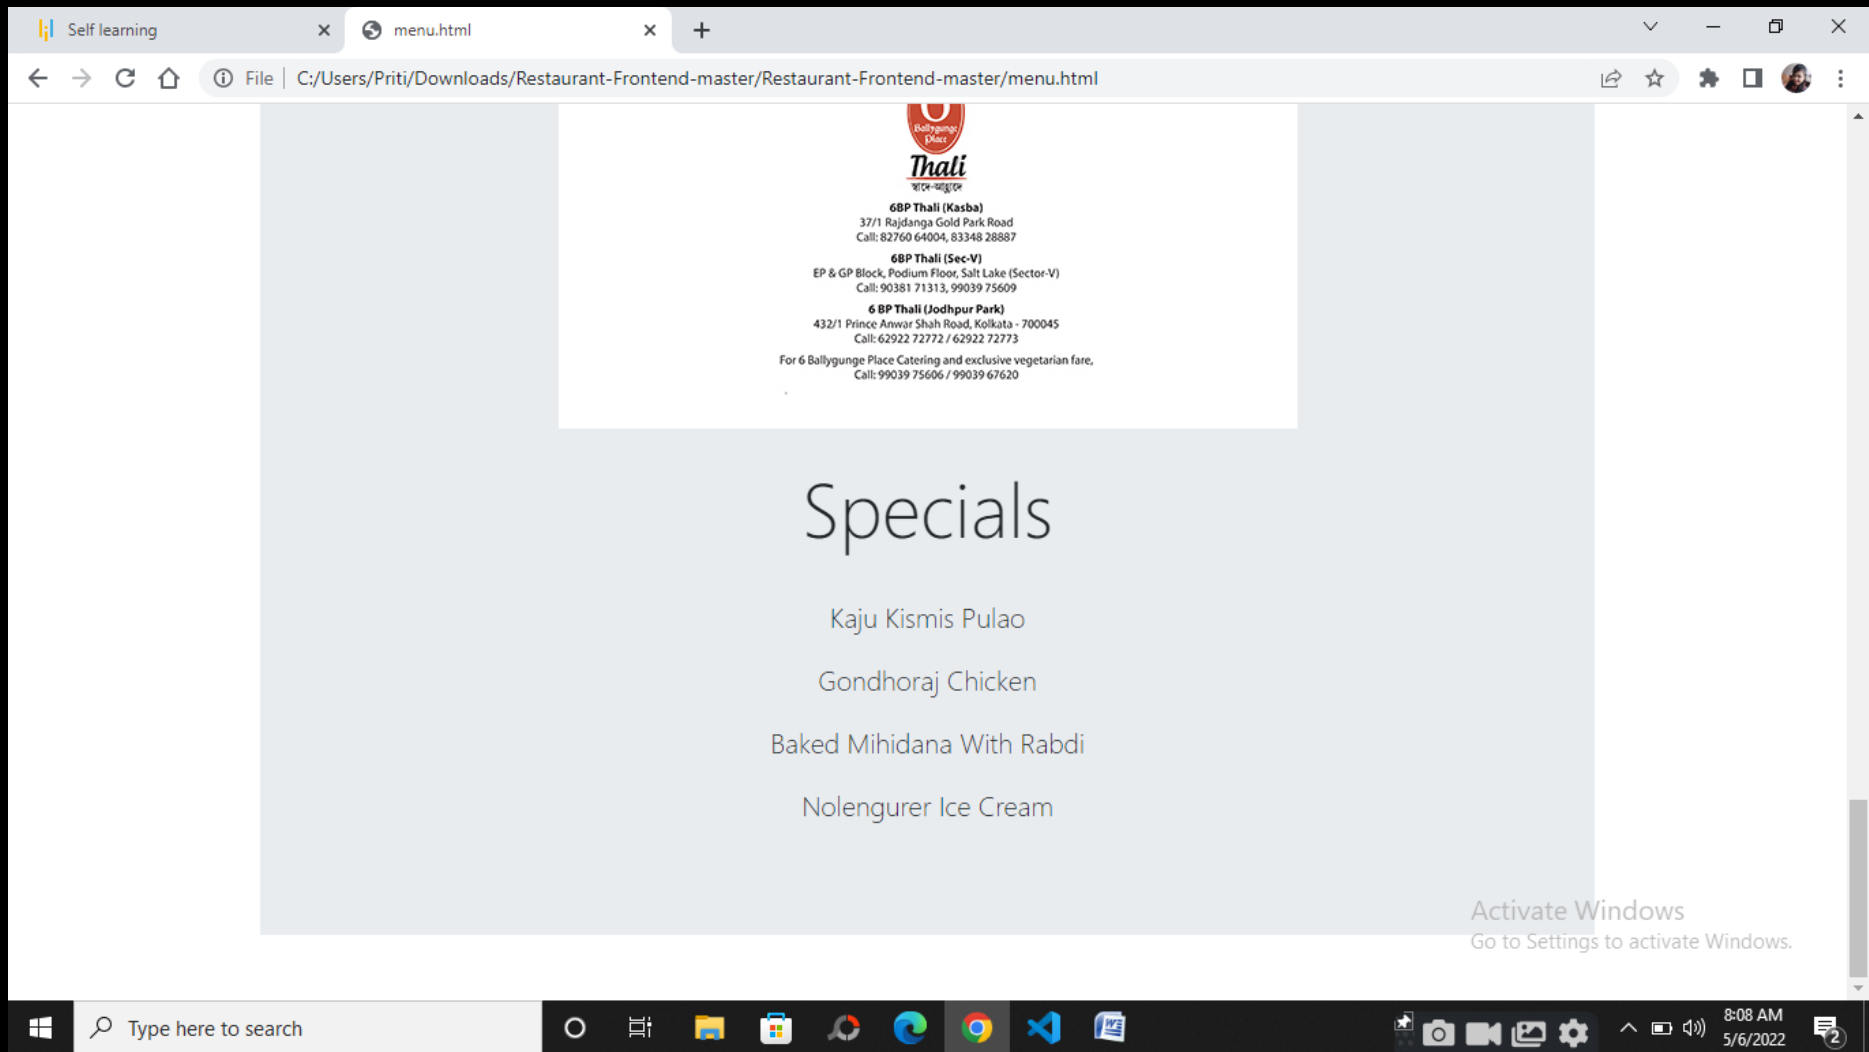 Self learning
menu.html
File
C:/Users/Priti/Downloads/Restaurant-Frontend-master/Restaurant-Frontend-master/menu.html
6
Ballygunge
Place
Thali
স্বাদে-আহ্লাদে
6BP Thali (Kasba)
37/1 Rajdanga Gold Park Road
Call: 82760 64004, 83348 28887
6BP Thali (Sec-V)
EP & GP Block, Podium Floor, Salt Lake (Sector-V)
Call: 90381 71313, 99039 75609
6 BP Thali (Jodhpur Park)
432/1 Prince Anwar Shah Road, Kolkata - 700045
Call: 62922 72772 / 62922 72773
For 6 Ballygunge Place Catering and exclusive vegetarian fare,
Call: 99039 75606 / 99039 67620
Specials
Kaju Kismis Pulao
Gondhoraj Chicken
Baked Mihidana With Rabdi
Nolengurer Ice Cream
Activate Windows
Go to Settings to activate Windows.
Type here to search
8:08 AM
5/6/2022
2